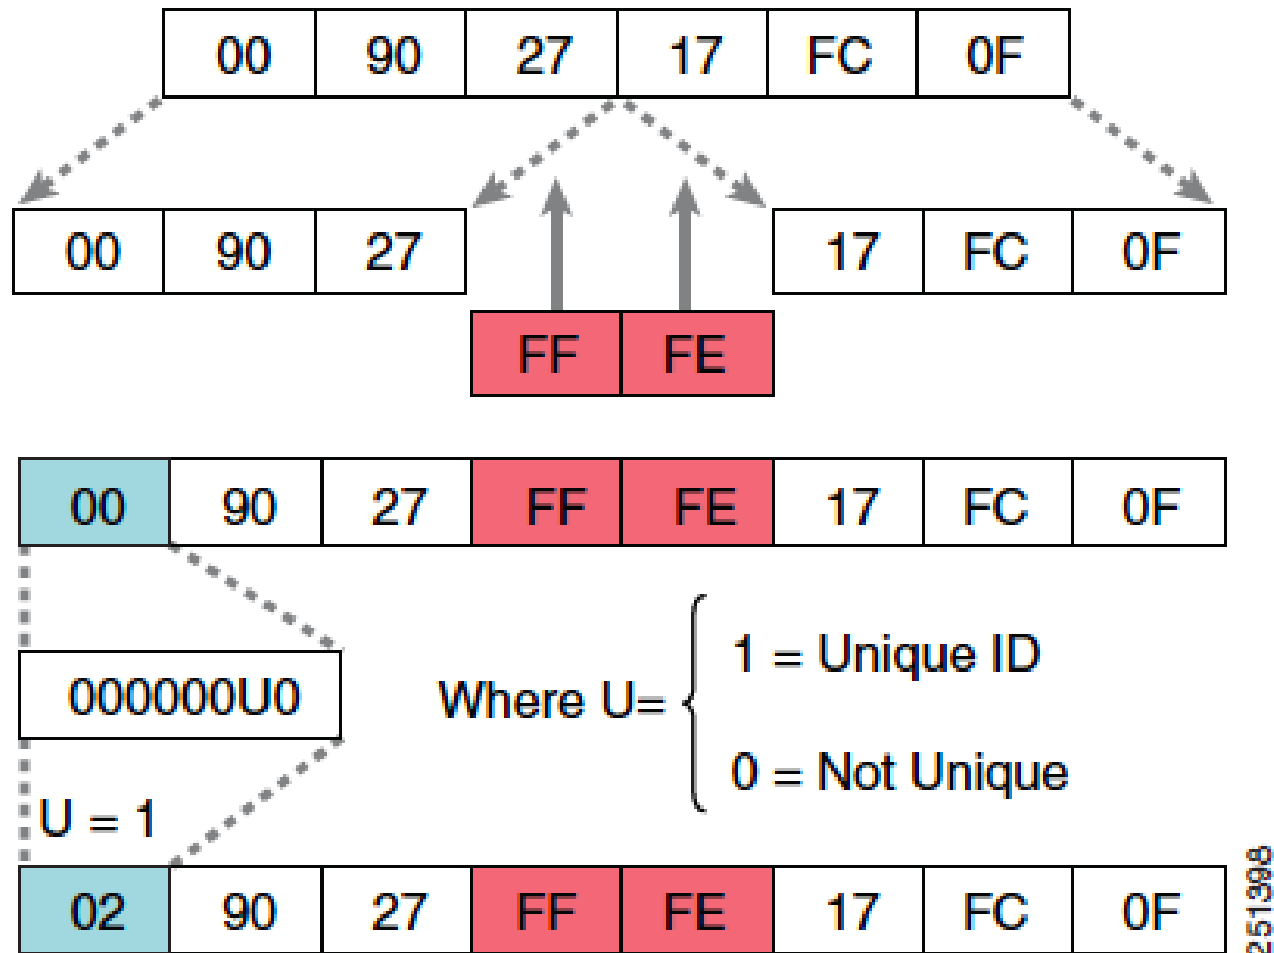 00 90 27 17 FC 0F
00 90 27 17 FC 0F
FF FE
00 90 27 FF FE 17 FC 0F
1 = Unique ID
000000U0 Where U=
0 = Not Unique
U = 1
02 90 27 FF FE 17 FC 0F
251398